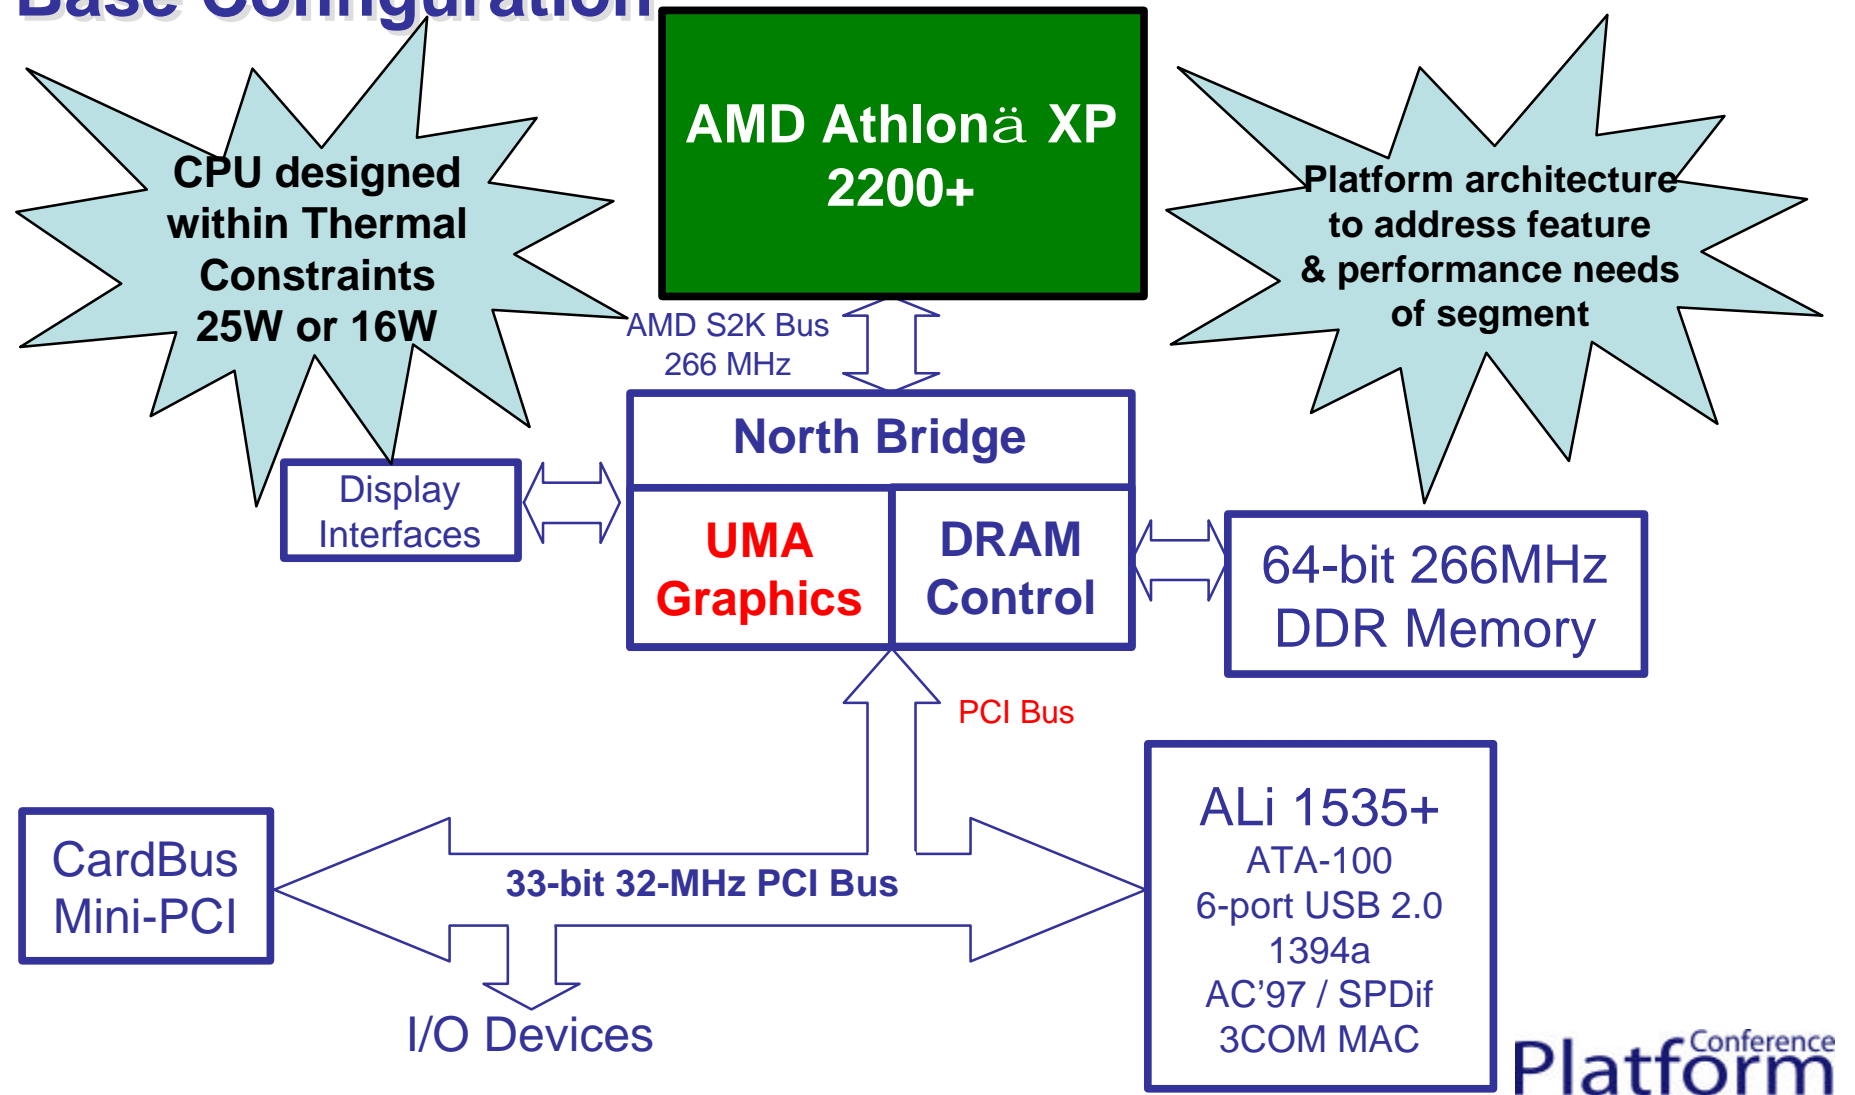 Base Configuration
CPU designed
within Thermal
Constraints
25W or 16W
AMD Athlonä XP
2200+
Platform architecture
to address feature
& performance needs
of segment
AMD S2K Bus
266 MHz
North Bridge
Display
Interfaces
UMA
Graphics
DRAM
Control
64-bit 266MHz
DDR Memory
PCI Bus
CardBus
Mini-PCI
33-bit 32-MHz PCI Bus
I/O Devices
ALi 1535+
ATA-100
6-port USB 2.0
1394a
AC’97 / SPDif
3COM MAC
Conference
Platform